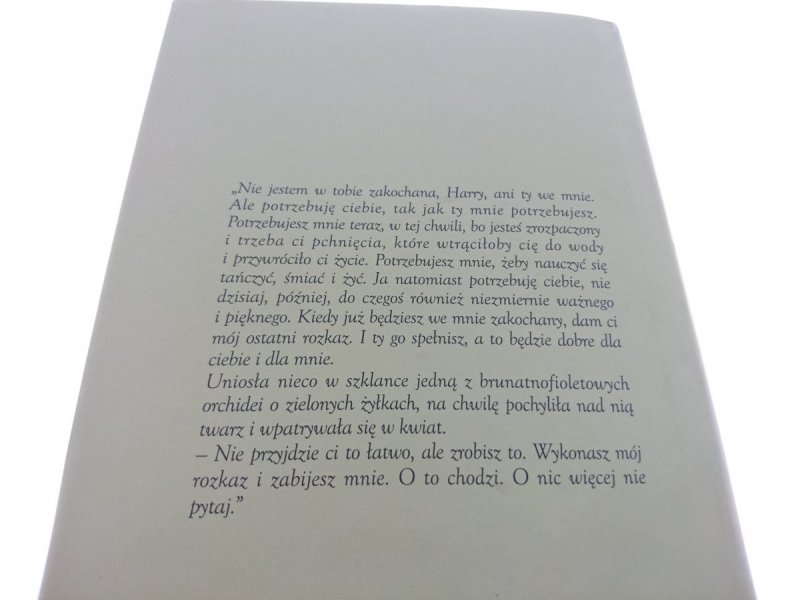 „Nie jestem w tobie zakochana, Harry, ani ty we mnie.
Ale potrzebuję ciebie, tak jak ty mnie potrzebujesz.
Potrzebujesz mnie teraz, w tej chwili, bo jesteś zrozpaczony
i trzeba ci pchnięcia, które wtrąciłoby cię do wody
i przywróciło ci życie. Potrzebujesz mnie, żeby nauczyć się
tańczyć, śmiać i żyć. Ja natomiast potrzebuję ciebie, nie
dzisiaj, później, do czegoś również niezmiernie ważnego
i pięknego. Kiedy już będziesz we mnie zakochany, dam ci
mój ostatni rozkaz. I ty go spełnisz, a to będzie dobre dla
ciebie i dla mnie.
Uniosła nieco w szklance jedną z brunatnofioletowych
orchidei o zielonych żyłkach, na chwilę pochyliła nad nią
twarz i wpatrywała się w kwiat.
– Nie przyjdzie ci to łatwo, ale zrobisz to. Wykonasz mój
rozkaz i zabijesz mnie. O to chodzi. O nic więcej nie
pytaj.”